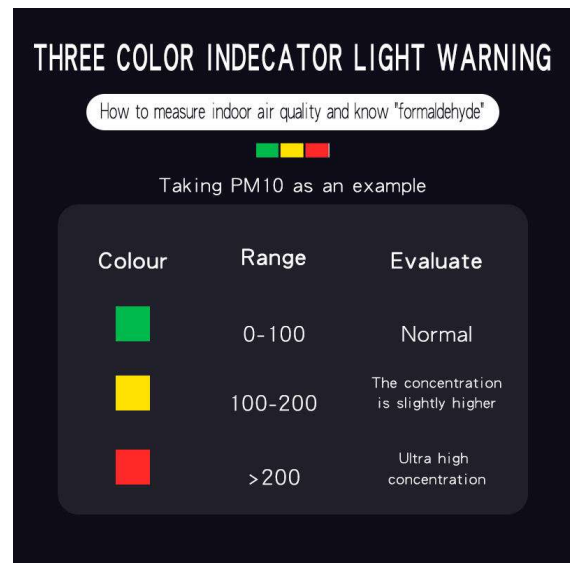 THREE COLOR INDECATOR LIGHT WARNING
How to measure indoor air quality and know "formaldehyde"
Taking PM10 as an example
Colour Range Evaluate
0-100 Normal
100-200 The concentration
is slightly higher
>200 Ultra high
concentration